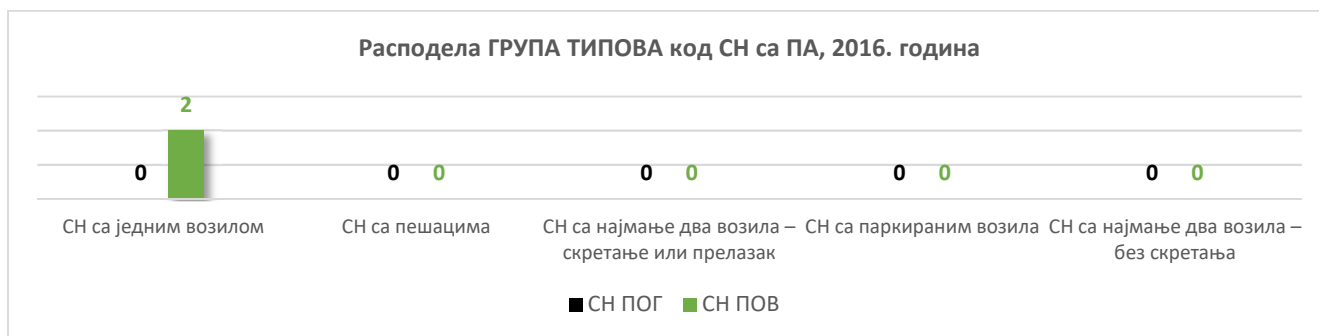 Расподела ГРУПА ТИПОВА код СН са ПА, 2016. година
2
0
0 0
0 0
0 0
0 0
СН са једним возилом
СН са пешацима
СН са најмање два возила –
скретање или прелазак
СН са паркираним возила
СН са најмање два возила –
без скретања
СН ПОГ СН ПОВ